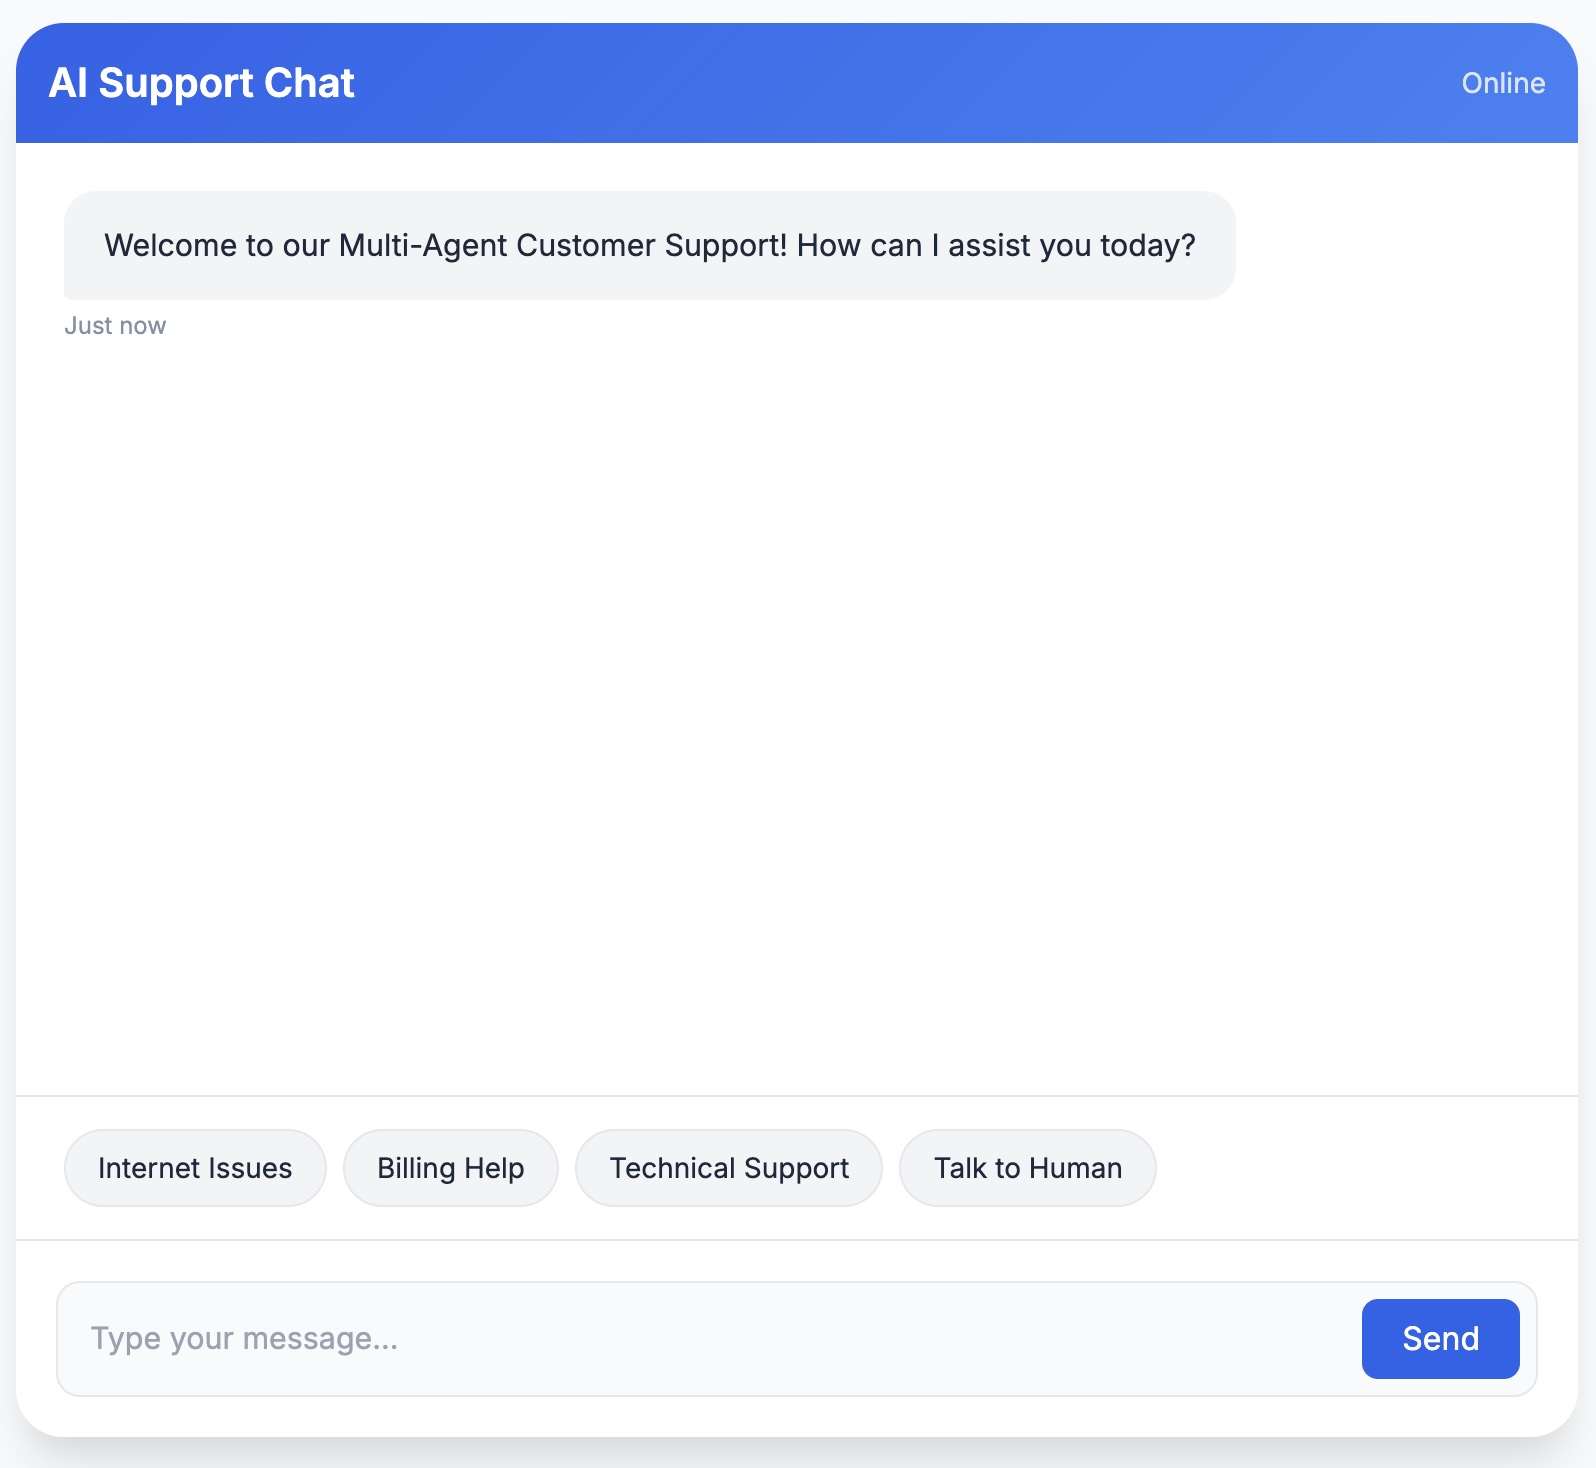 AI Support Chat
Online
Welcome to our Multi-Agent Customer Support! How can I assist you today?
Just now
Internet Issues
Billing Help
Technical Support
Talk to Human
Type your message...
Send